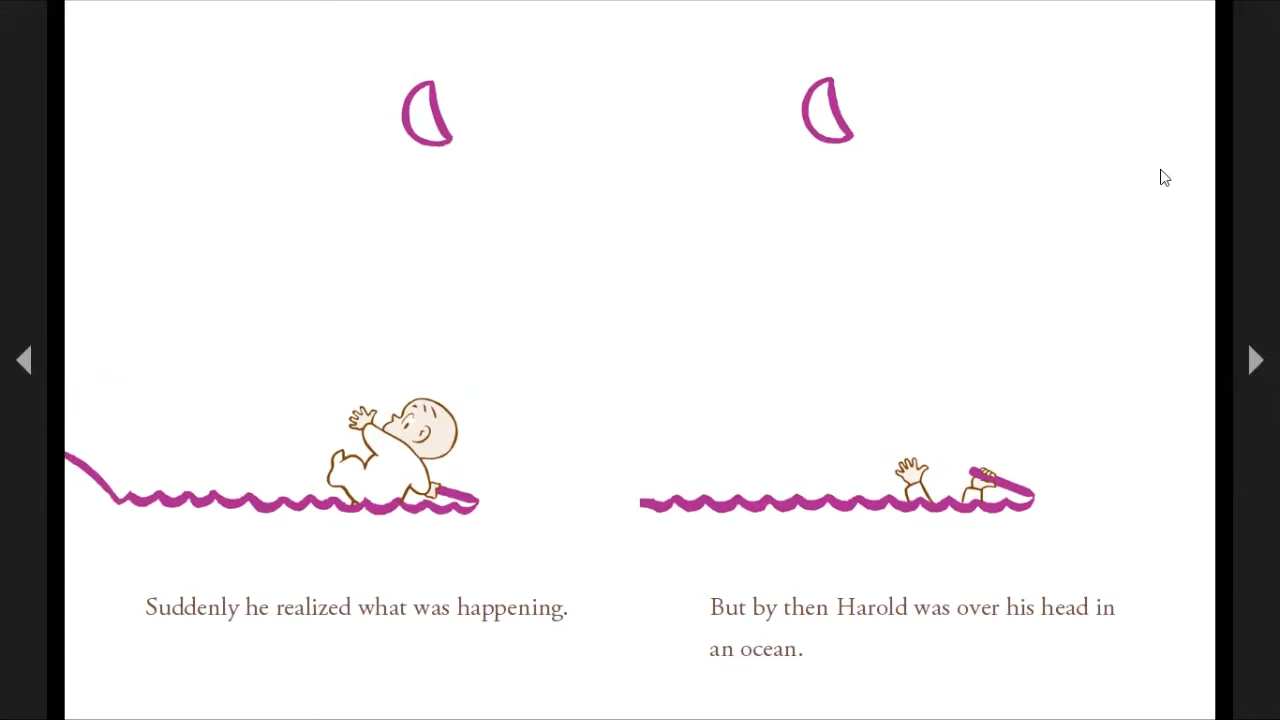 Suddenly he realized what was happening.
But by then Harold was over his head in
an ocean.